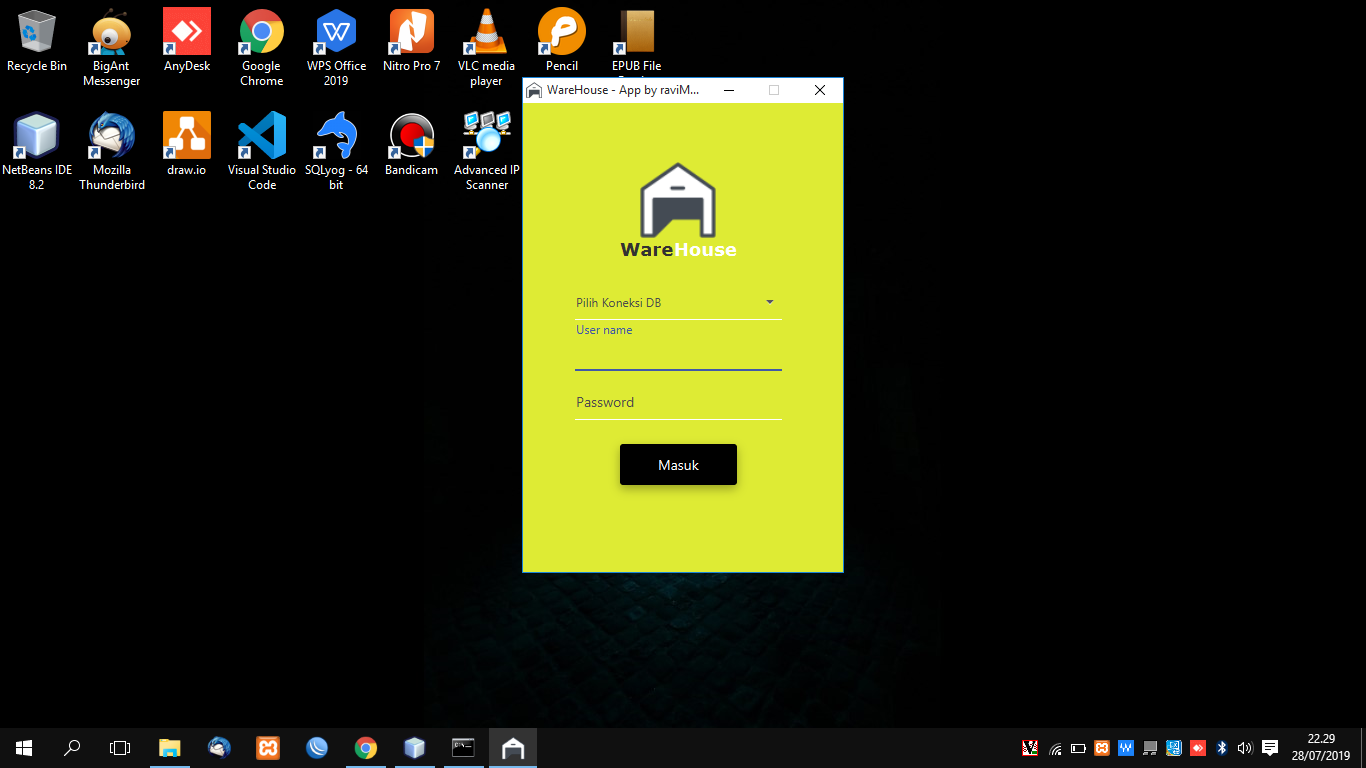 Recycle Bin
BigAnt
Messenger
AnyDesk
Google
Chrome
WPS Office
2019
Nitro Pro 7
VLC media
player
Pencil
EPUB File
NetBeans IDE
8.2
Mozilla
Thunderbird
draw.io
Visual Studio
Code
SQLyog - 64
bit
Bandicam
Advanced IP
Scanner
WareHouse - App by raviM...
WareHouse
Pilih Koneksi DB
User name
Password
Masuk
22.29
28/07/2019